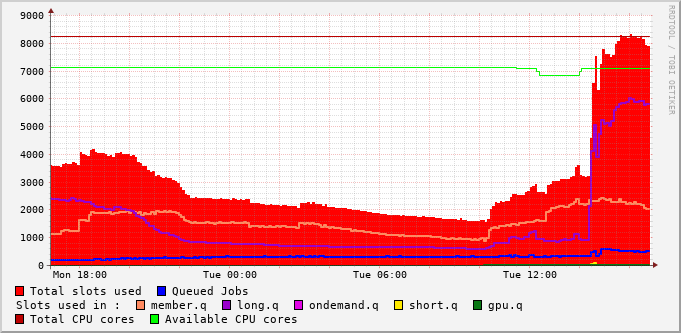 9000
8000
7000
6000
5000
4000
3000
2000
1000
0
Mon 18:00 Tue 00:00 Tue 06:00 Tue 12:00
Total slots used Queued Jobs
Slots used in : member.q long.q ondemand.q short.q gpu.q
Total CPU cores Available CPU cores
RRDTOOL / TOBI OETIKER